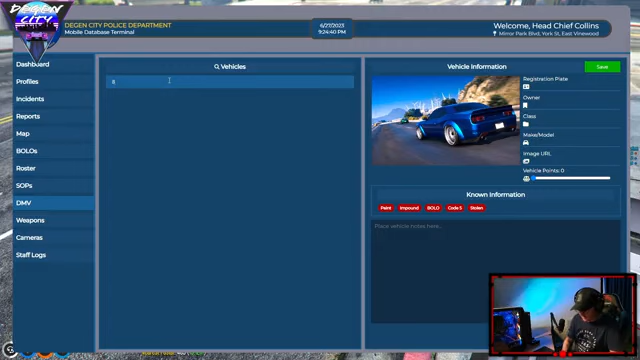 DEGEN
CITY
DEGEN CITY POLICE DEPARTMENT
Mobile Database Terminal
6/27/2023
9:24:40 PM
Welcome, Head Chief Collins
Mirror Park Blvd, York St, East Vinewood
Dashboard
Profiles
Incidents
Reports
Map
BOLOs
Roster
SOPs
DMV
Weapons
Cameras
Staff Logs
Vehicles
Vehicle Information
Save
Registration Plate
Owner
Class
Make/Model
Image URL
Vehicle Points: 0
Known Information
Paint
Impound
BOLO
Code 5
Stolen
Place vehicle notes here...